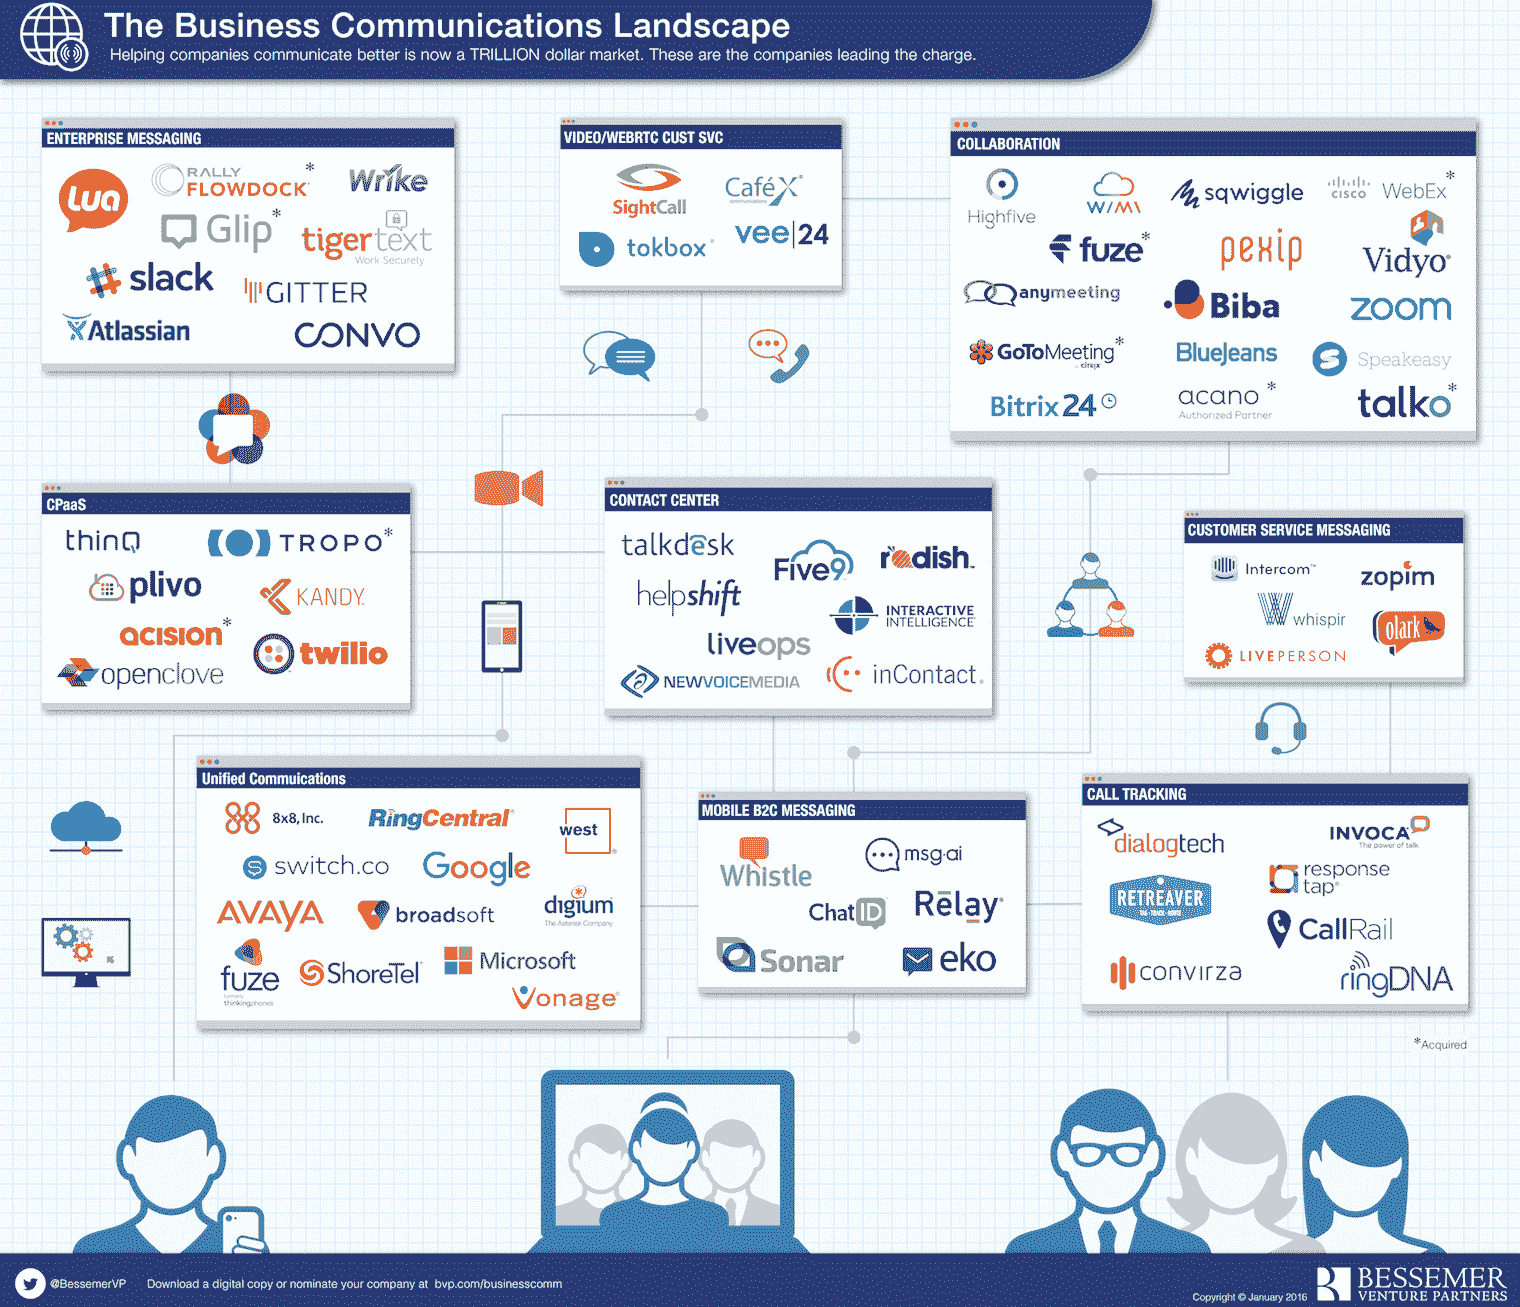 The Business Communications Landscape
Helping companies communicate better is now a TRILLION dollar market. These are the companies leading the charge.
ENTERPRISE MESSAGING
Lua
RALLY
FLOWDOCK*
Wrike
Glip*
tigertext
Work Securely
slack
GITTER
Atlassian
CONVO
VIDEO/WEBRTC CUST SVC
SightCall
CaféX
communications
tokbox
vee|24
COLLABORATION
Highfive
WIMI
sqwiggle
CISCO WebEx*
fuze*
pexip
Vidyo
anymeeting
Biba
zoom
GoToMeeting*
by CITRIX
BlueJeans
Speakeasy
Bitrix24
acano*
Authorized Partner
talko*
CPaaS
thinQ
TROPO*
plivo
KANDY
acision*
twilio
openclove
CONTACT CENTER
talkdesk
Five9
radish
helpshift
INTERACTIVE
INTELLIGENCE
liveops
NEWVOICEMEDIA
inContact
CUSTOMER SERVICE MESSAGING
Intercom™
zopim
whispir
olark
LIVEPERSON
Unified Commuications
8x8, Inc.
RingCentral
west
switch.co
Google
AVAYA
broadsoft
digium
The Asterisk Company
fuze
formerly
thinkingphones
ShoreTel
Microsoft
Vonage
MOBILE B2C MESSAGING
Whistle
msg.ai
ChatID
Relay
Sonar
eko
CALL TRACKING
dialogtech
INVOCA
The power of talk
RETREAVER
TAG · TRACK · ROUTE
response
tap
CallRail
convirza
ringDNA
*Acquired
@BessemerVP
Download a digital copy or nominate your company at bvp.com/businesscomm
Copyright © January 2016
BESSEMER
VENTURE PARTNERS